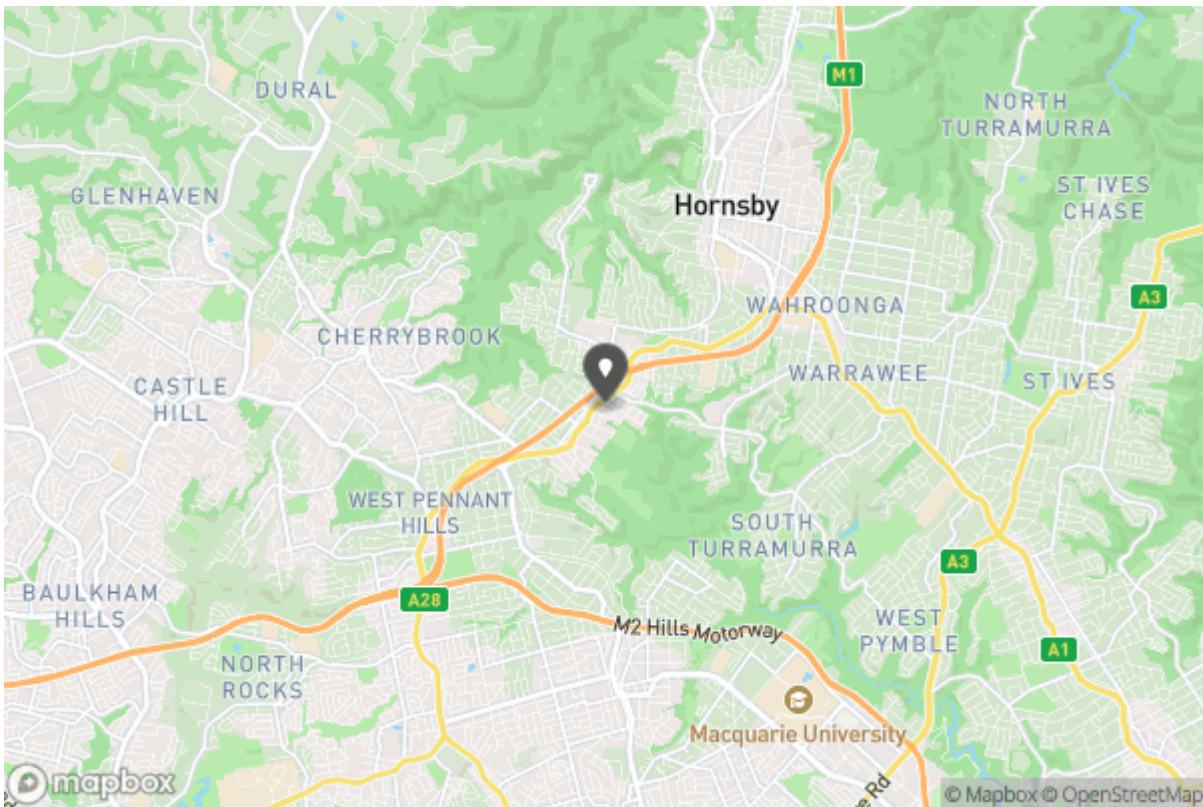 M1
DURAL
NORTH
TURRAMURRA
GLENHAVEN
Hornsby
ST IVES
CHASE
A3
WAHROONGA
CHERRYBROOK
WARRAWEE
ST IVES
CASTLE
HILL
WEST PENNANT
HILLS
SOUTH
TURRAMURRA
A3
BAULKHAM
HILLS
A28
M2 Hills Motorway
WEST
PYMBLE
A1
NORTH
ROCKS
Macquarie University
Rd
mapbox
© Mapbox © OpenStreetMap